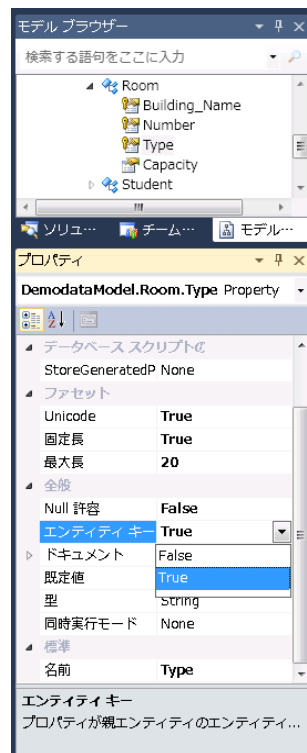 モデル ブラウザー
検索する語句をここに入力
Room
Building_Name
Number
Type
Capacity
Student
ソリュ… チーム… モデル…
プロパティ
DemodataModel.Room.Type Property
データベース スクリプトの
StoreGeneratedP None
ファセット
Unicode True
固定長 True
最大長 20
全般
Null 許容 False
エンティティ キー True
ドキュメント False
既定値 True
型 String
同時実行モード None
標準
名前 Type
エンティティ キー
プロパティが親エンティティのエンティティ...